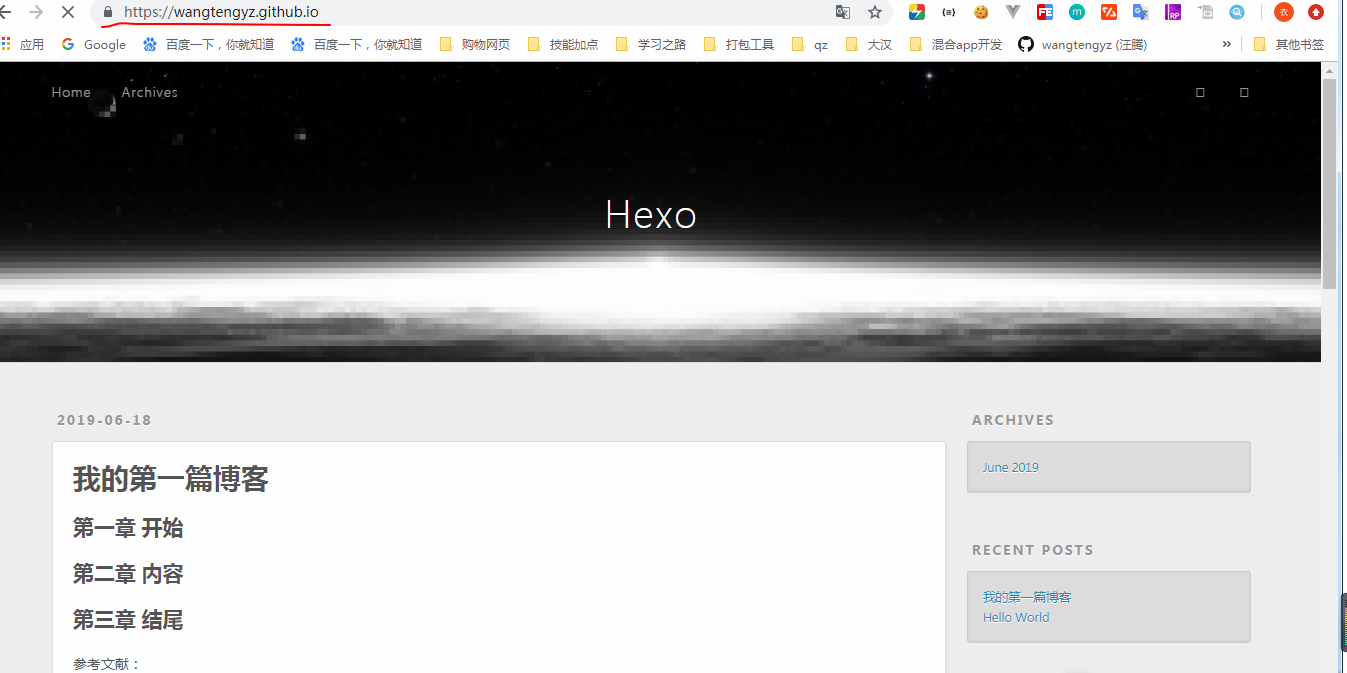 https://wangtengyz.github.io
应用 Google 百度一下，你就知道 百度一下，你就知道 购物网页 技能加点 学习之路 打包工具 qz 大汉 混合app开发 wangtengyz (汪腾) » 其他书签
Home Archives
Hexo
2019-06-18
我的第一篇博客
第一章 开始
第二章 内容
第三章 结尾
参考文献：
ARCHIVES
June 2019
RECENT POSTS
我的第一篇博客
Hello World